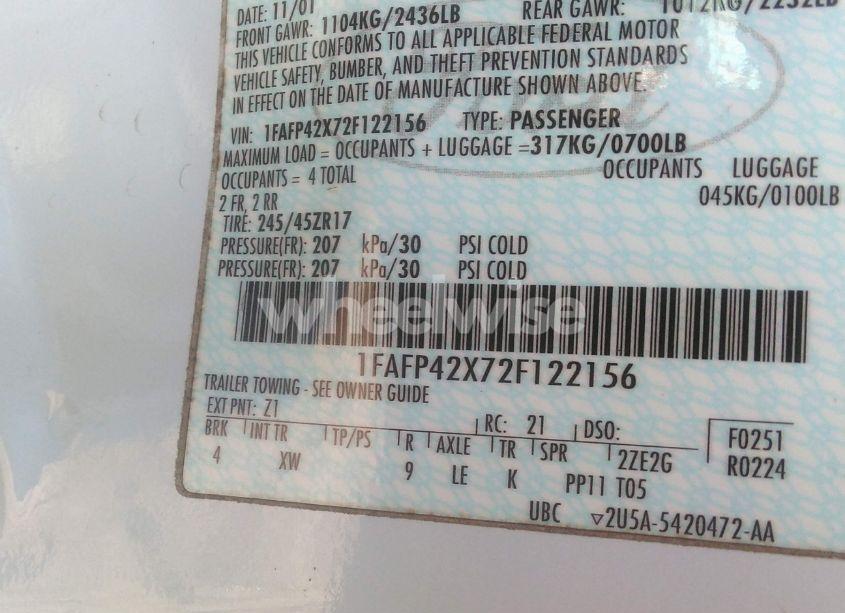 DATE: 11/01
FRONT GAWR: 1104KG/2436LB REAR GAWR: 1012KG/2232LB
THIS VEHICLE CONFORMS TO ALL APPLICABLE FEDERAL MOTOR
VEHICLE SAFETY, BUMPER, AND THEFT PREVENTION STANDARDS
IN EFFECT ON THE DATE OF MANUFACTURE SHOWN ABOVE.
VIN: 1FAFP42X72F122156 TYPE: PASSENGER
MAXIMUM LOAD = OCCUPANTS + LUGGAGE =317KG/0700LB
OCCUPANTS = 4 TOTAL OCCUPANTS LUGGAGE
2 FR, 2 RR 045KG/0100LB
TIRE: 245/45ZR17
PRESSURE(FR): 207 kPa/30 PSI COLD
PRESSURE(FR): 207 kPa/30 PSI COLD
wheelwise
1FAFP42X72F122156
TRAILER TOWING - SEE OWNER GUIDE
EXT PNT: Z1 RC: 21 DSO: F0251
BRK INT TR TP/PS R AXLE TR SPR 2ZE2G R0224
4 XW 9 LE K PP11 T05
UBC ▽2U5A-5420472-AA